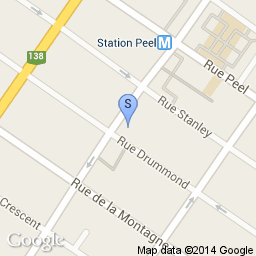 Station Peel M
Rue Peel
138
S
Rue Stanley
Rue Drummond
Rue de la Montagne
Crescent
Google
Map data ©2014 Google